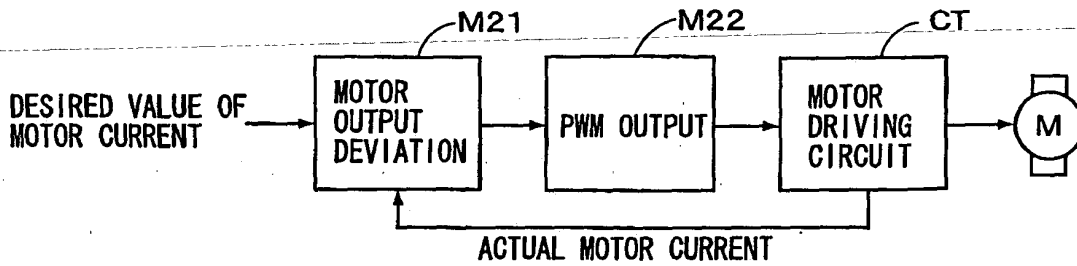 M21
M22
CT
DESIRED VALUE OF
MOTOR CURRENT
MOTOR
OUTPUT
DEVIATION
PWM OUTPUT
MOTOR
DRIVING
CIRCUIT
M
ACTUAL MOTOR CURRENT